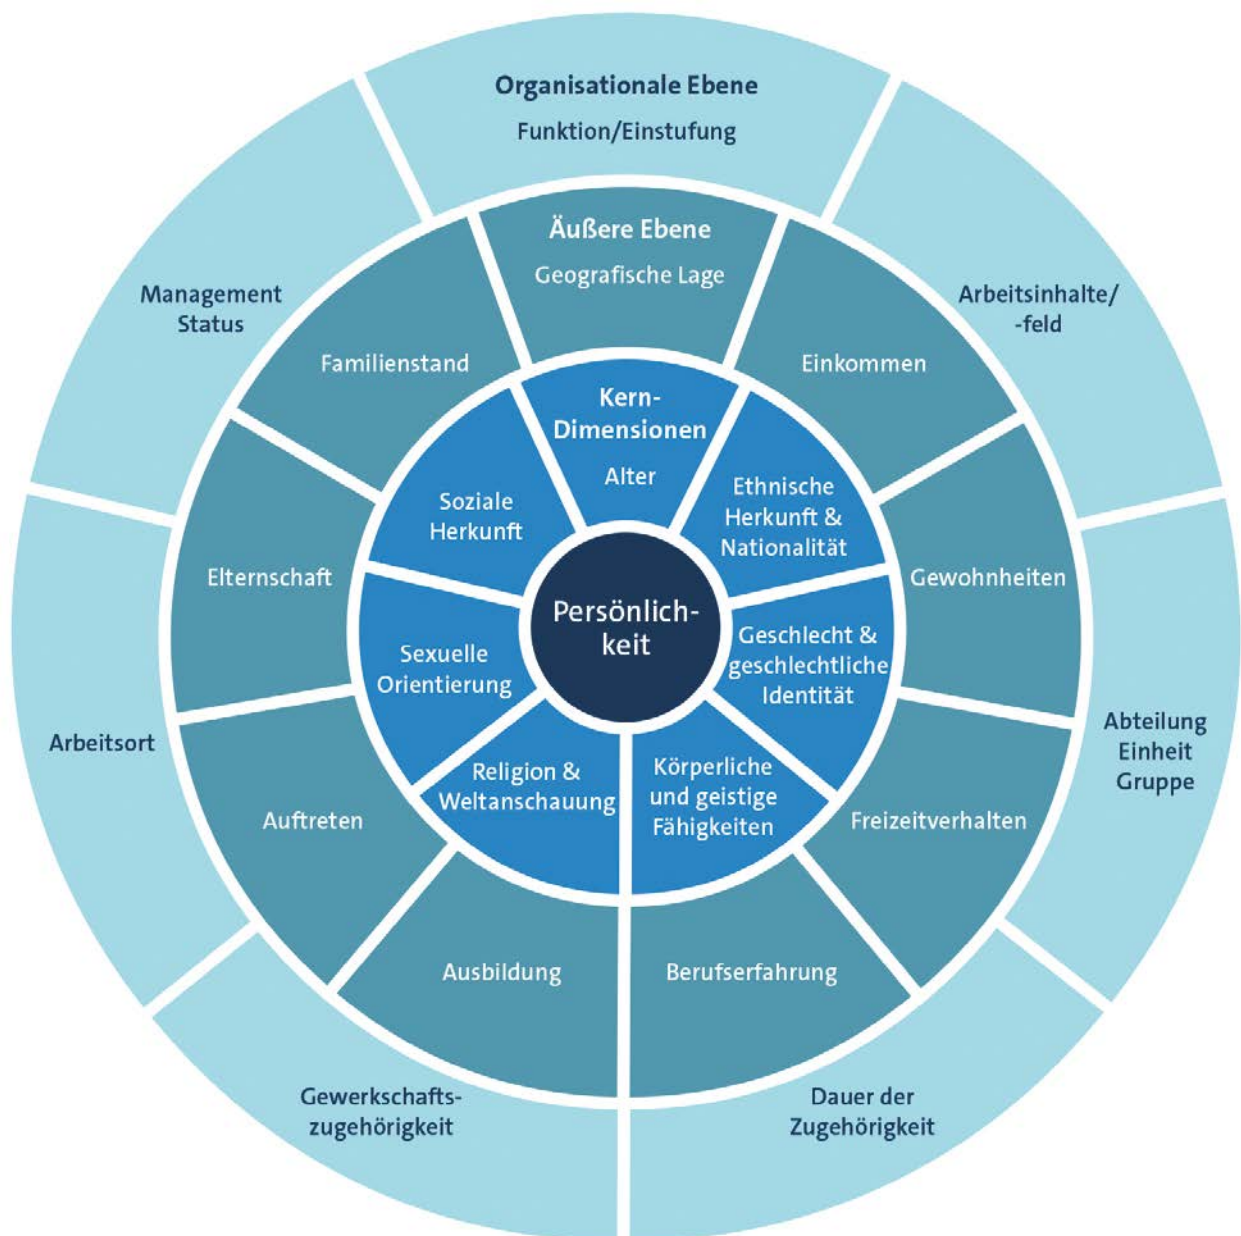 Organisationale Ebene
Funktion/Einstufung
Arbeitsinhalte/
-feld
Abteilung
Einheit
Gruppe
Dauer der
Zugehörigkeit
Gewerkschafts-
zugehörigkeit
Arbeitsort
Management
Status
Äußere Ebene
Geografische Lage
Einkommen
Gewohnheiten
Freizeitverhalten
Berufserfahrung
Ausbildung
Auftreten
Elternschaft
Familienstand
Kern-
Dimensionen
Alter
Ethnische
Herkunft &
Nationalität
Geschlecht &
geschlechtliche
Identität
Körperliche
und geistige
Fähigkeiten
Religion &
Weltanschauung
Sexuelle
Orientierung
Soziale
Herkunft
Persönlich-
keit